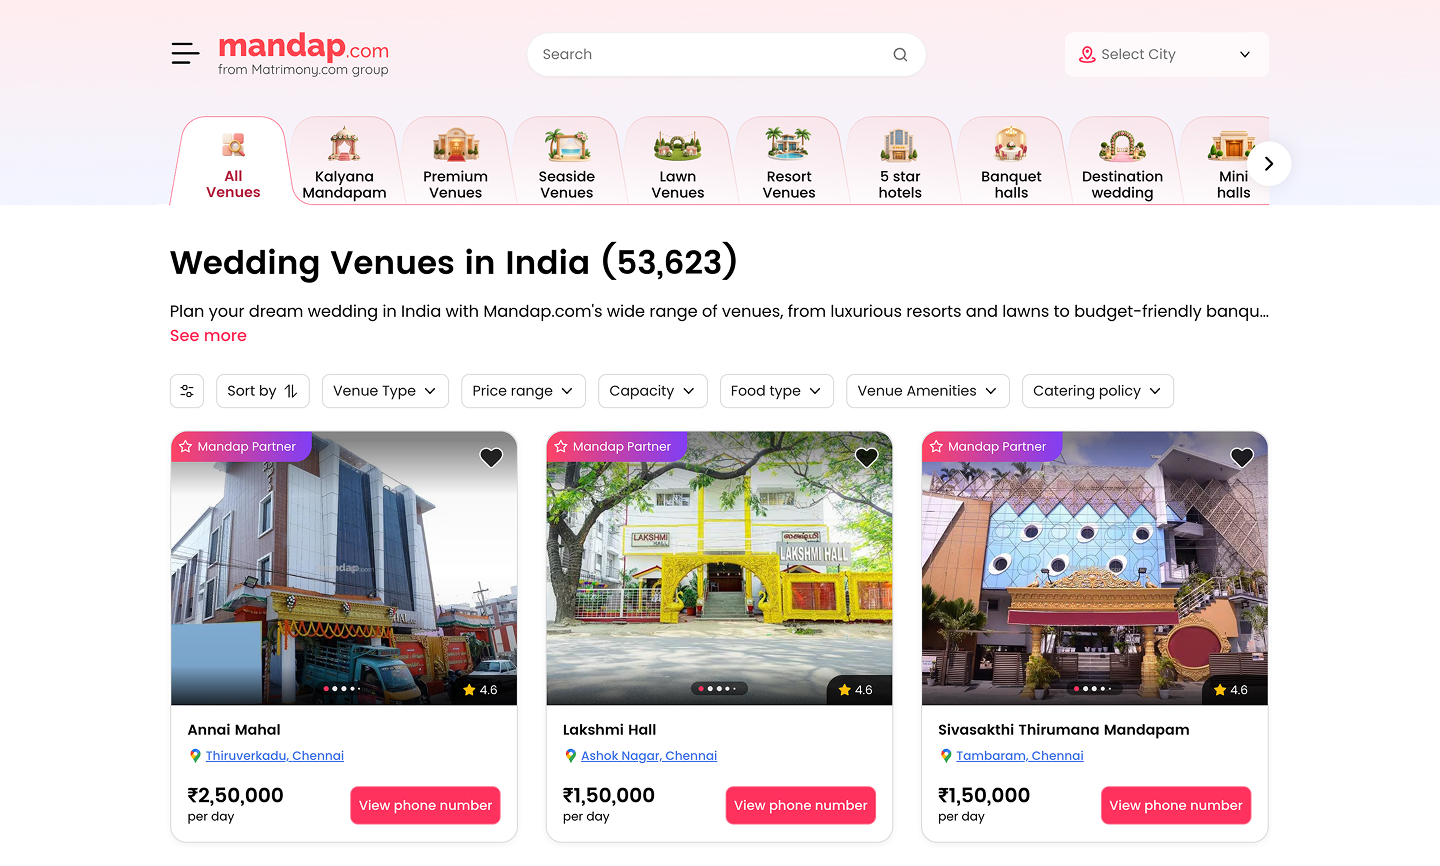 mandap.com
from Matrimony.com group
Search
Select City
All
Venues
Kalyana
Mandapam
Premium
Venues
Seaside
Venues
Lawn
Venues
Resort
Venues
5 star
hotels
Banquet
halls
Destination
wedding
Mini
halls
Wedding Venues in India (53,623)
Plan your dream wedding in India with Mandap.com's wide range of venues, from luxurious resorts and lawns to budget-friendly banqu...
See more
Sort by
Venue Type
Price range
Capacity
Food type
Venue Amenities
Catering policy
Mandap Partner
mandap.com
4.6
Annai Mahal
Thiruverkadu, Chennai
₹2,50,000
per day
View phone number
Mandap Partner
LAKSHMI
HALL
லக்ஷ்மி
LAKSHMI HALL
4.6
Lakshmi Hall
Ashok Nagar, Chennai
₹1,50,000
per day
View phone number
Mandap Partner
4.6
Sivasakthi Thirumana Mandapam
Tambaram, Chennai
₹1,50,000
per day
View phone number